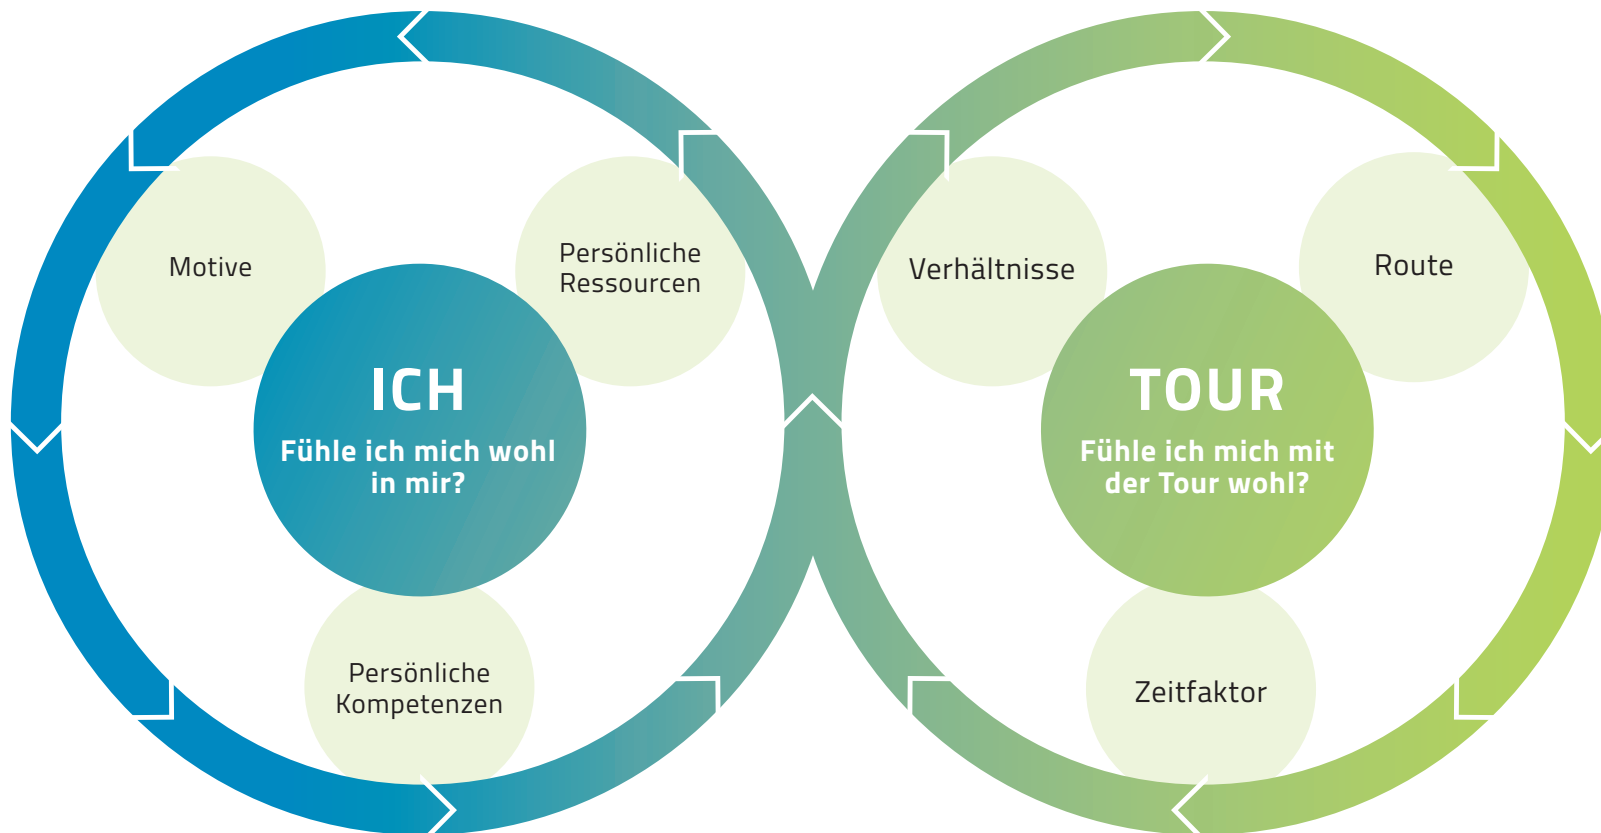 Motive
Persönliche
Ressourcen
ICH
Fühle ich mich wohl
in mir?
Persönliche
Kompetenzen
Verhältnisse
Route
TOUR
Fühle ich mich mit
der Tour wohl?
Zeitfaktor